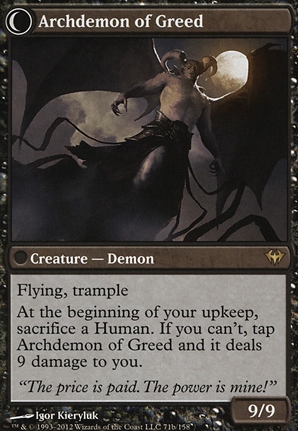 Archdemon of Greed
Creature — Demon
Flying, trample
At the beginning of your upkeep,
sacrifice a Human. If you can't, tap
Archdemon of Greed and it deals
9 damage to you.
"The price is paid. The power is mine!"
Igor Kieryluk
™ & © 1993-2012 Wizards of the Coast LLC 71b/158
9/9